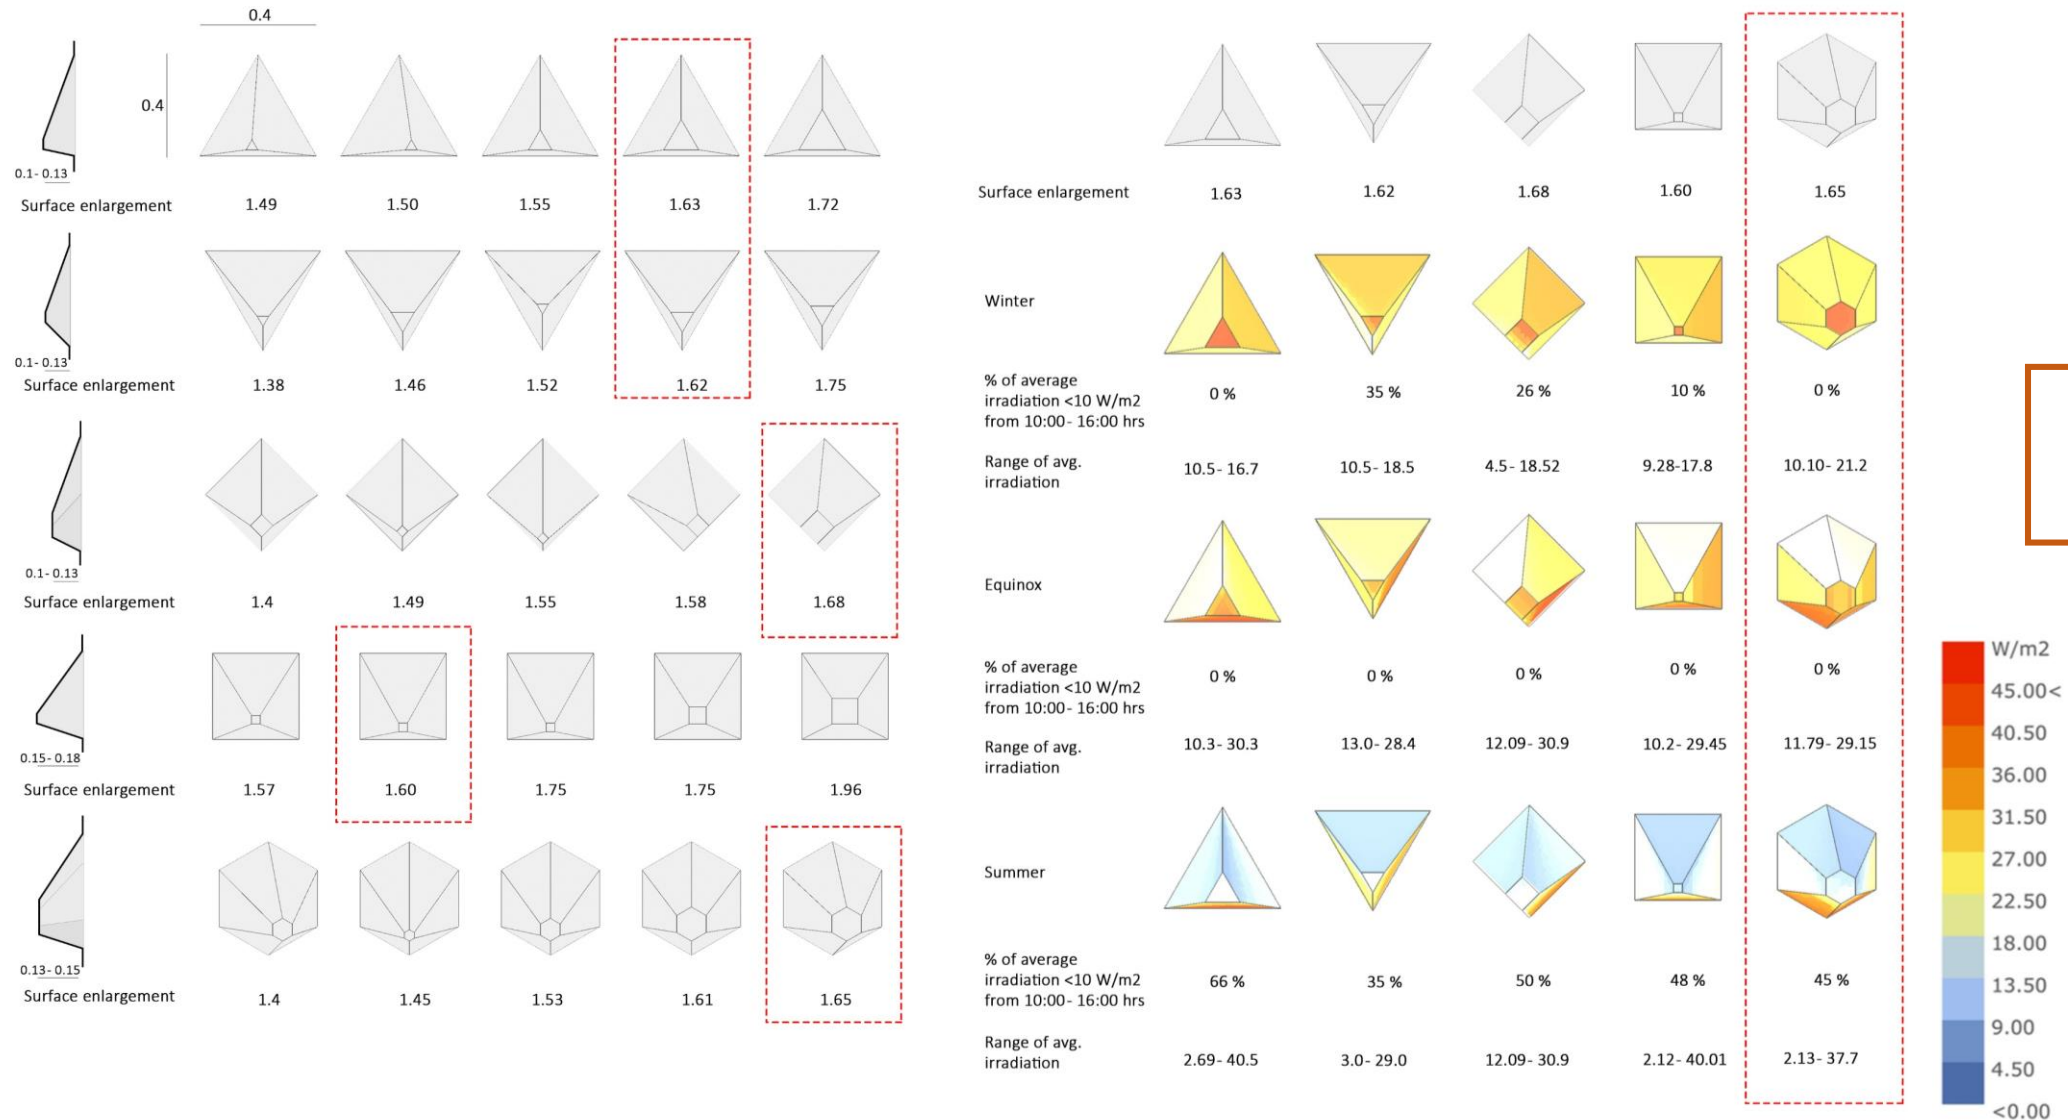 0.4
0.4
0.1- 0.13
Surface enlargement 1.49 1.50 1.55 1.63 1.72
0.1- 0.13
Surface enlargement 1.38 1.46 1.52 1.62 1.75
0.1- 0.13
Surface enlargement 1.4 1.49 1.55 1.58 1.68
0.15- 0.18
Surface enlargement 1.57 1.60 1.75 1.75 1.96
0.13- 0.15
Surface enlargement 1.4 1.45 1.53 1.61 1.65
Surface enlargement 1.63 1.62 1.68 1.60 1.65
Winter
% of average
irradiation <10 W/m2
from 10:00- 16:00 hrs
0 % 35 % 26 % 10 % 0 %
Range of avg.
irradiation
10.5- 16.7 10.5- 18.5 4.5- 18.52 9.28-17.8 10.10- 21.2
Equinox
% of average
irradiation <10 W/m2
from 10:00- 16:00 hrs
0 % 0 % 0 % 0 % 0 %
Range of avg.
irradiation
10.3- 30.3 13.0- 28.4 12.09- 30.9 10.2- 29.45 11.79- 29.15
Summer
% of average
irradiation <10 W/m2
from 10:00- 16:00 hrs
66 % 35 % 50 % 48 % 45 %
Range of avg.
irradiation
2.69- 40.5 3.0- 29.0 12.09- 30.9 2.12- 40.01 2.13- 37.7
W/m2
45.00<
40.50
36.00
31.50
27.00
22.50
18.00
13.50
9.00
4.50
<0.00